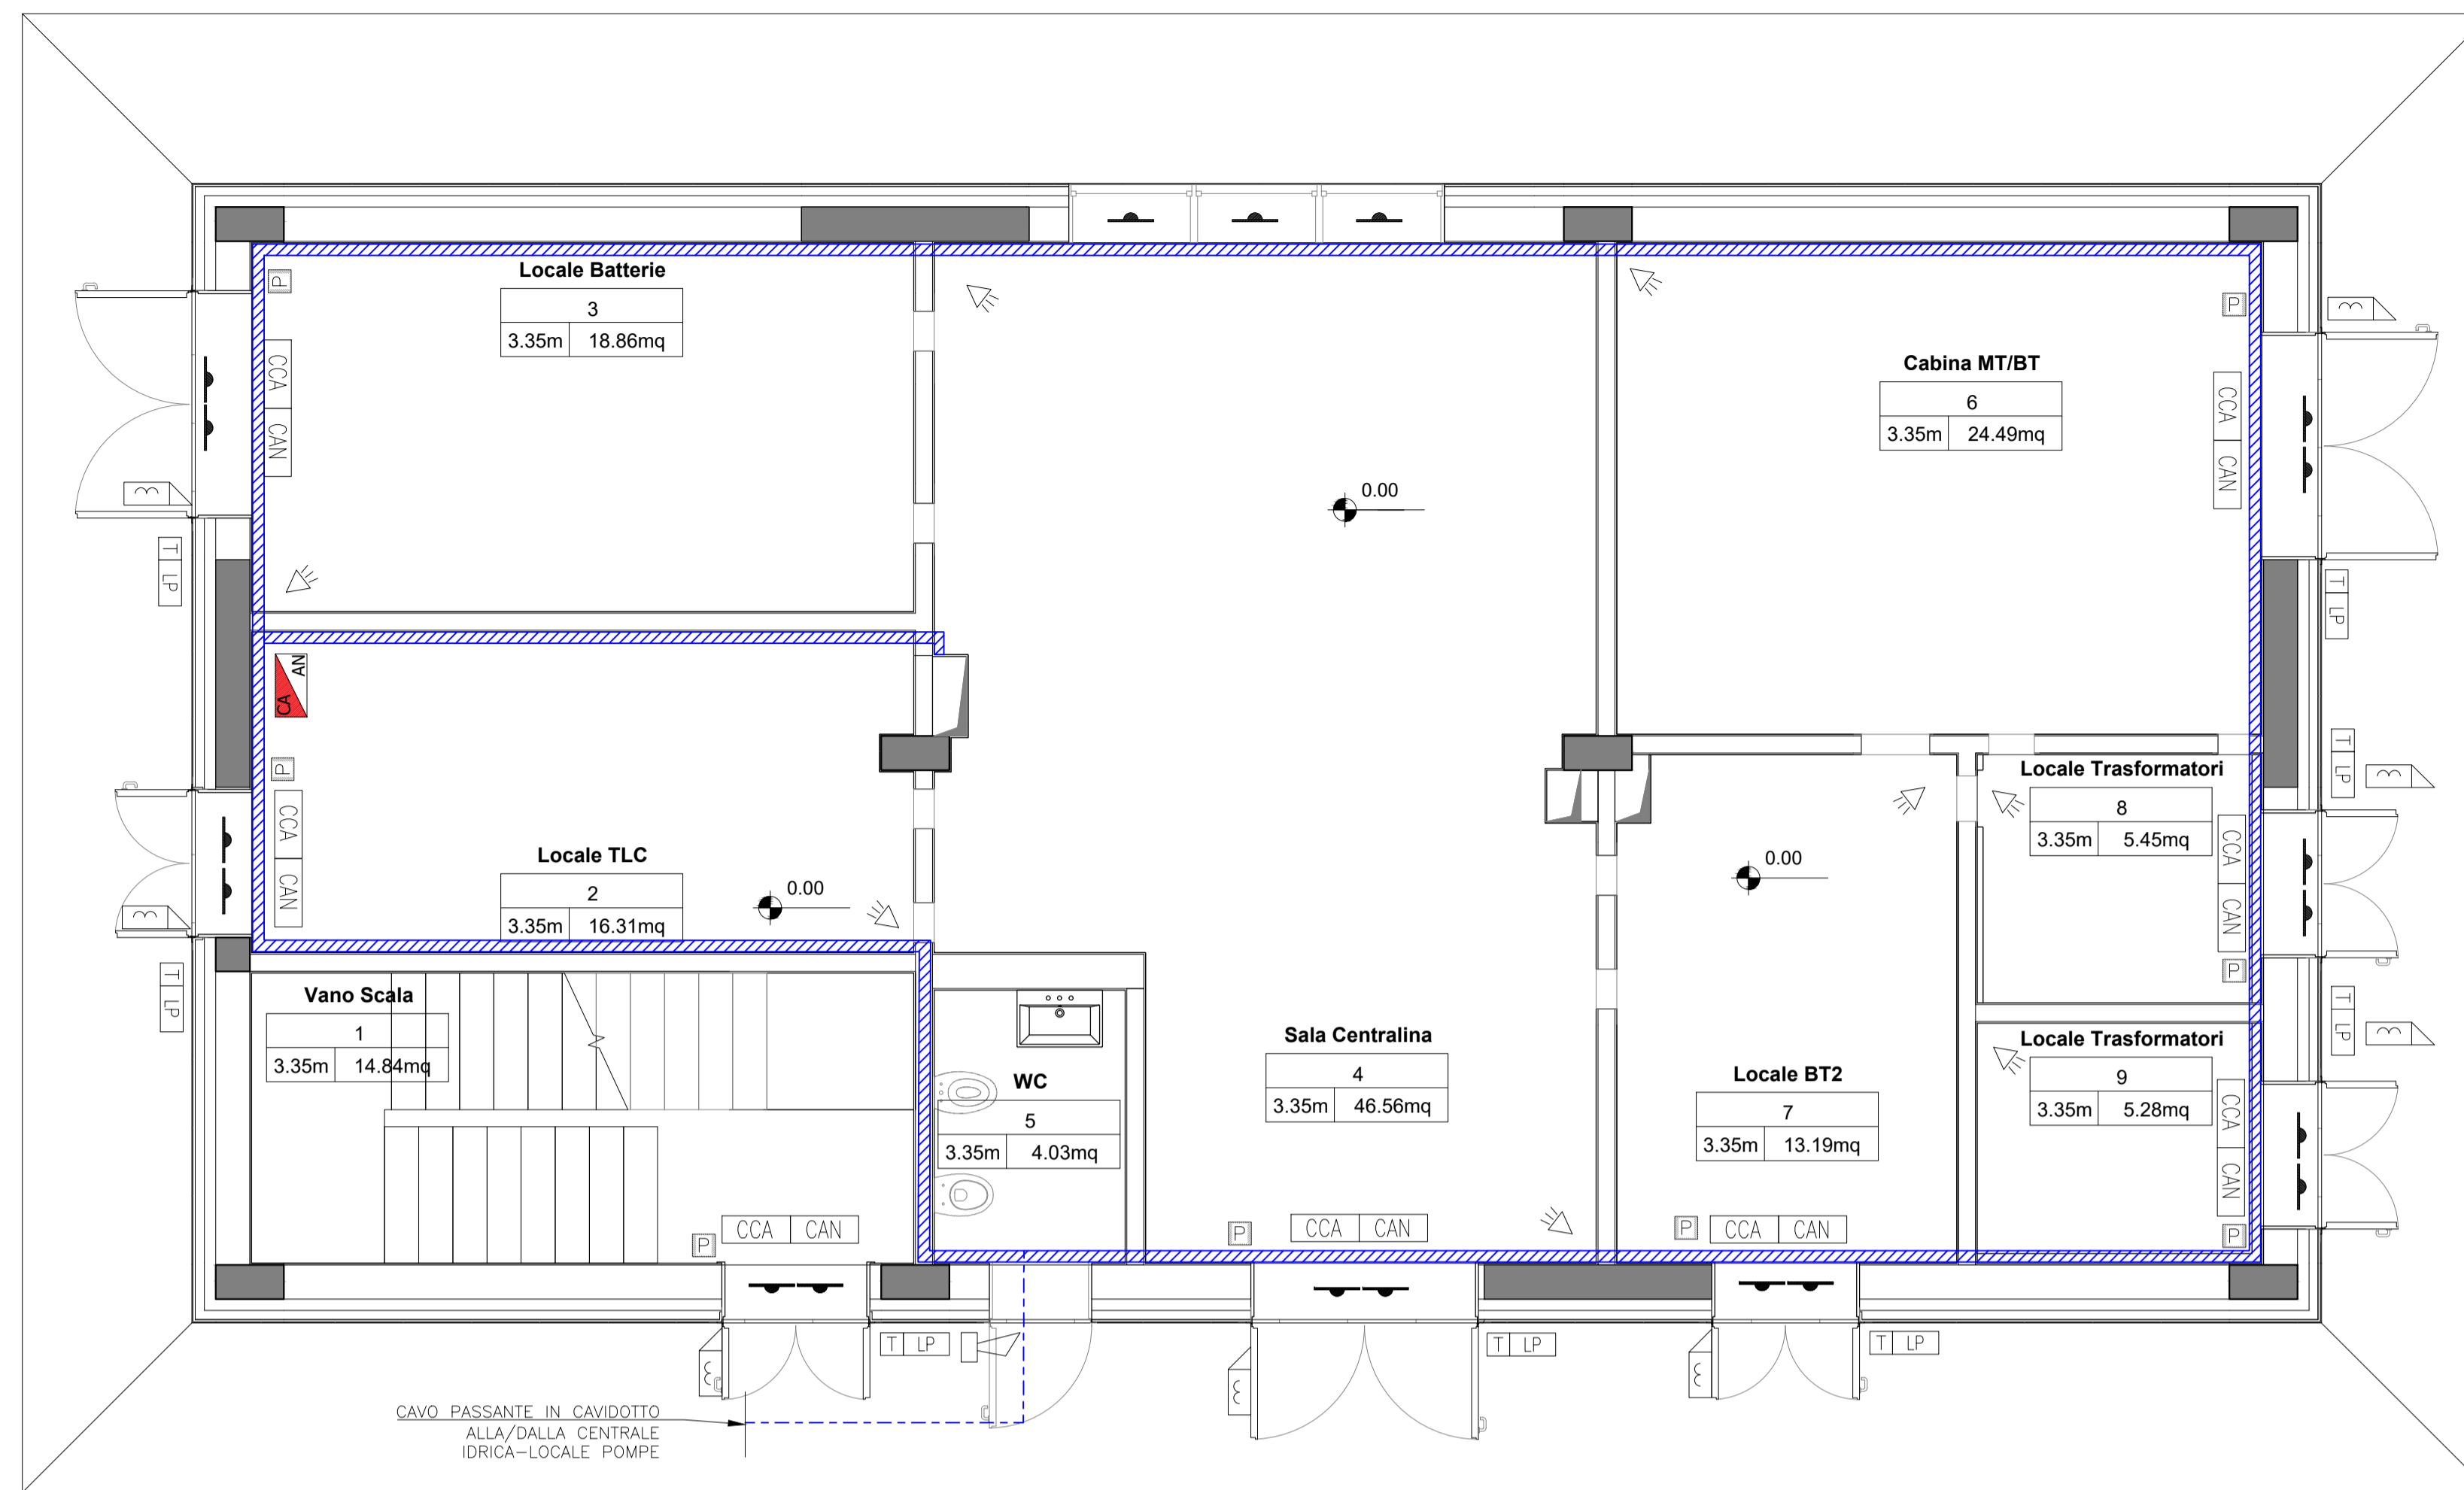 Locale Batterie
3
3.35m 18.86mq
P
CCA CAN
T LP
Cabina MT/BT
6
3.35m 24.49mq
P
CCA CAN
T LP
0.00
CA AN
P
CCA CAN
Locale TLC
2
3.35m 16.31mq
0.00
T LP
Locale Trasformatori
8
3.35m 5.45mq
CCA CAN
P
T LP
0.00
Vano Scala
1
3.35m 14.84mq
P
CCA CAN
T LP
WC
5
3.35m 4.03mq
Sala Centralina
4
3.35m 46.56mq
P
CCA CAN
T LP
Locale BT2
7
3.35m 13.19mq
P
CCA CAN
T LP
Locale Trasformatori
9
3.35m 5.28mq
CCA CAN
P
T LP
CAVO PASSANTE IN CAVIDOTTO
ALLA/DALLA CENTRALE
IDRICA-LOCALE POMPE